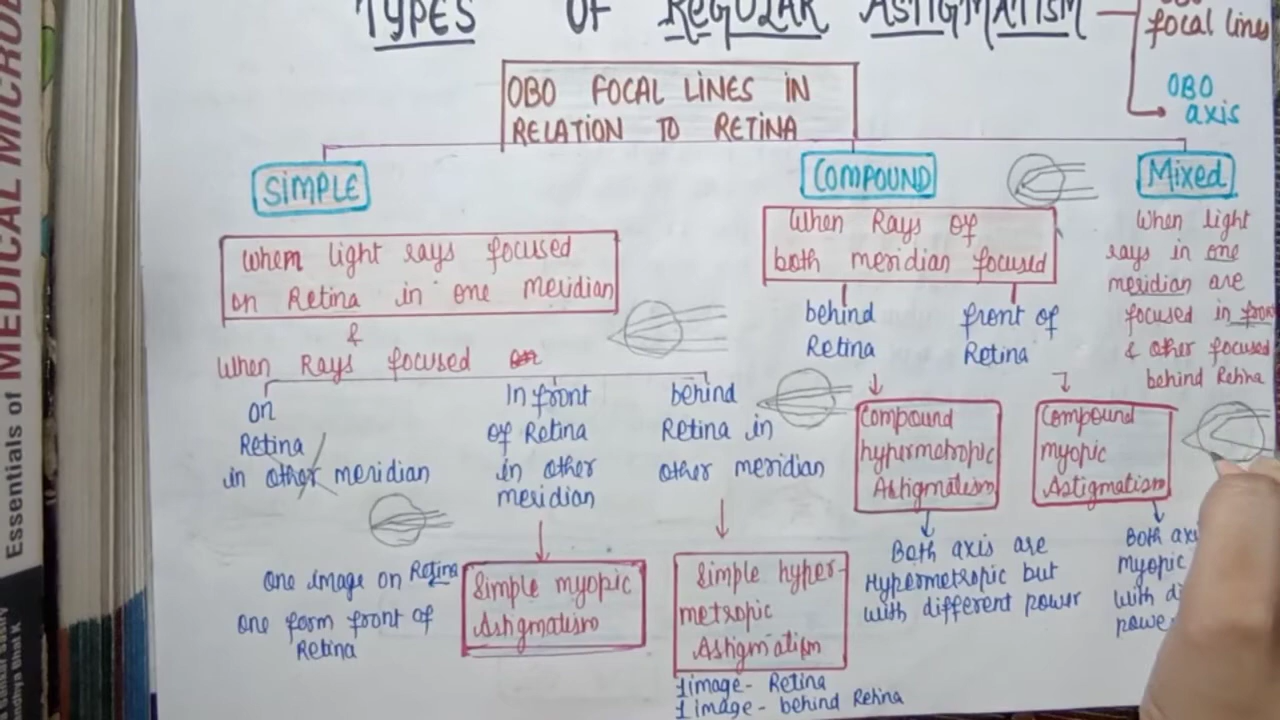 TYPES OF REGULAR ASTIGMATISM
focal lines
OBO
axis
OBO FOCAL LINES IN
RELATION TO RETINA
SIMPLE
COMPOUND
Mixed
When light rays focused
on Retina in one meridian
&
When Rays focused
on
Retina
in other meridian
In front
of Retina
in other
meridian
behind
Retina in
other meridian
One image on Retina
one form front of
Retina
Simple myopic
Astigmatism
Simple hyper-
metropic
Astigmatism
1 image - Retina
1 image - behind Retina
When Rays of
both meridian focused
behind
Retina
front of
Retina
Compound
hypermetropic
Astigmatism
Compound
myopic
Astigmatism
Both axis are
Hypermetropic but
with different power
Both axi
myopic
with di
powe
When light
rays in one
meridian are
focused in front
& other focused
behind Retina
Essentials of MEDICAL MICROB